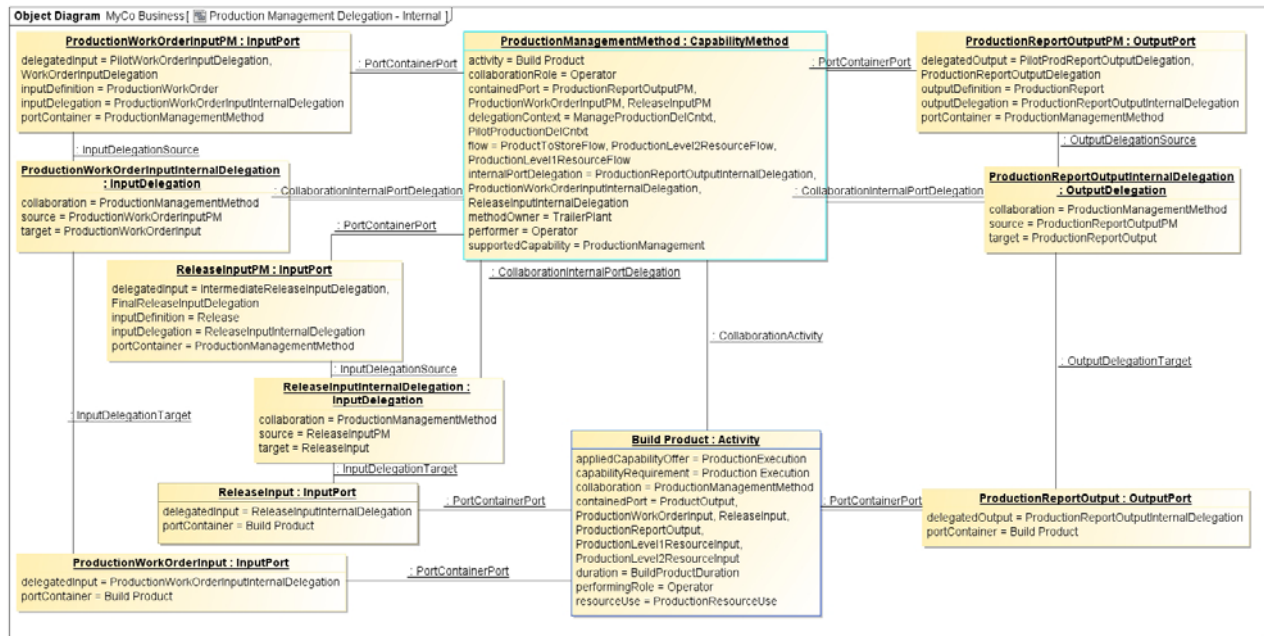 Object Diagram MyCo Business[ Production Management Delegation - Internal ]
ProductionWorkOrderInputPM : InputPort
delegatedInput = PilotWorkOrderInputDelegation,
WorkOrderInputDelegation
inputDefinition = ProductionWorkOrder
inputDelegation = ProductionWorkOrderInputInternalDelegation
portContainer = ProductionManagementMethod
: PortContainerPort
ProductionManagementMethod : CapabilityMethod
activity = Build Product
collaborationRole = Operator
containedPort = ProductionReportOutputPM,
ProductionWorkOrderInputPM, ReleaseInputPM
delegationContext = ManageProductionDelCntxt,
PilotProductionDelCntxt
flow = ProductToStoreFlow, ProductionLevel2ResourceFlow,
ProductionLevel1ResourceFlow
internalPortDelegation = ProductionReportOutputInternalDelegation,
ProductionWorkOrderInputInternalDelegation,
ReleaseInputInternalDelegation
methodOwner = TrailerPlant
performer = Operator
supportedCapability = ProductionManagement
: PortContainerPort
ProductionReportOutputPM : OutputPort
delegatedOutput = PilotProdReportOutputDelegation,
ProductionReportOutputDelegation
outputDefinition = ProductionReport
outputDelegation = ProductionReportOutputInternalDelegation
portContainer = ProductionManagementMethod
: InputDelegationSource
: OutputDelegationSource
ProductionWorkOrderInputInternalDelegation
: InputDelegation
collaboration = ProductionManagementMethod
source = ProductionWorkOrderInputPM
target = ProductionWorkOrderInput
: CollaborationInternalPortDelegation
: CollaborationInternalPortDelegation
ProductionReportOutputInternalDelegation
: OutputDelegation
collaboration = ProductionManagementMethod
source = ProductionReportOutputPM
target = ProductionReportOutput
: PortContainerPort
ReleaseInputPM : InputPort
delegatedInput = IntermediateReleaseInputDelegation,
FinalReleaseInputDelegation
inputDefinition = Release
inputDelegation = ReleaseInputInternalDelegation
portContainer = ProductionManagementMethod
: CollaborationInternalPortDelegation
: CollaborationActivity
: InputDelegationSource
: OutputDelegationTarget
ReleaseInputInternalDelegation :
InputDelegation
collaboration = ProductionManagementMethod
source = ReleaseInputPM
target = ReleaseInput
: InputDelegationTarget
: InputDelegationTarget
Build Product : Activity
appliedCapabilityOffer = ProductionExecution
capabilityRequirement = Production Execution
collaboration = ProductionManagementMethod
containedPort = ProductOutput,
ProductionWorkOrderInput, ReleaseInput,
ProductionReportOutput,
ProductionLevel1ResourceInput,
ProductionLevel2ResourceInput
duration = BuildProductDuration
performingRole = Operator
resourceUse = ProductionResourceUse
ReleaseInput : InputPort
delegatedInput = ReleaseInputInternalDelegation
portContainer = Build Product
: PortContainerPort
: PortContainerPort
ProductionReportOutput : OutputPort
delegatedOutput = ProductionReportOutputInternalDelegation
portContainer = Build Product
ProductionWorkOrderInput : InputPort
delegatedInput = ProductionWorkOrderInputInternalDelegation
portContainer = Build Product
: PortContainerPort